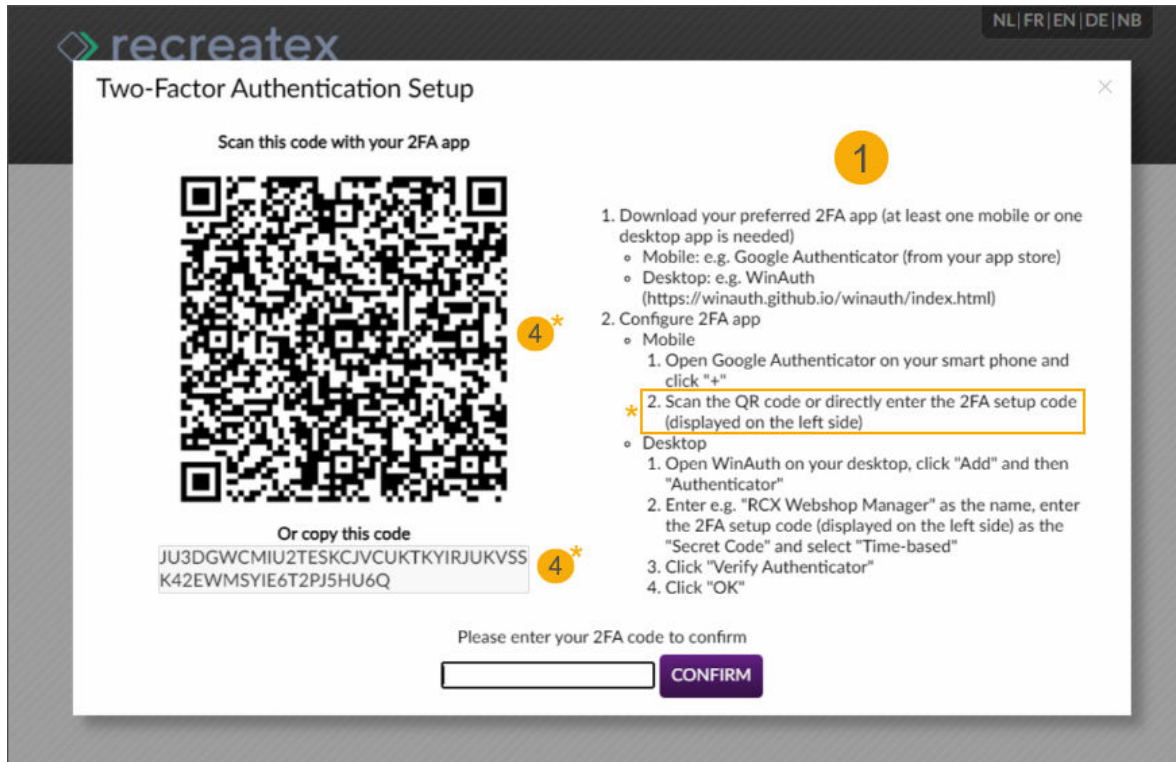 NL|FR|EN|DE|NB
recreatex
Two-Factor Authentication Setup
×
Scan this code with your 2FA app
4*
Or copy this code
JU3DGWCMIU2TESKCJVCUKTKYIRJUKVSS
K42EWMSYIE6T2PJ5HU6Q
4*
1
1. Download your preferred 2FA app (at least one mobile or one
desktop app is needed)
◦ Mobile: e.g. Google Authenticator (from your app store)
◦ Desktop: e.g. WinAuth
(https://winauth.github.io/winauth/index.html)
2. Configure 2FA app
◦ Mobile
1. Open Google Authenticator on your smart phone and
click "+"
* 2. Scan the QR code or directly enter the 2FA setup code
(displayed on the left side)
◦ Desktop
1. Open WinAuth on your desktop, click "Add" and then
"Authenticator"
2. Enter e.g. "RCX Webshop Manager" as the name, enter
the 2FA setup code (displayed on the left side) as the
"Secret Code" and select "Time-based"
3. Click "Verify Authenticator"
4. Click "OK"
Please enter your 2FA code to confirm
CONFIRM